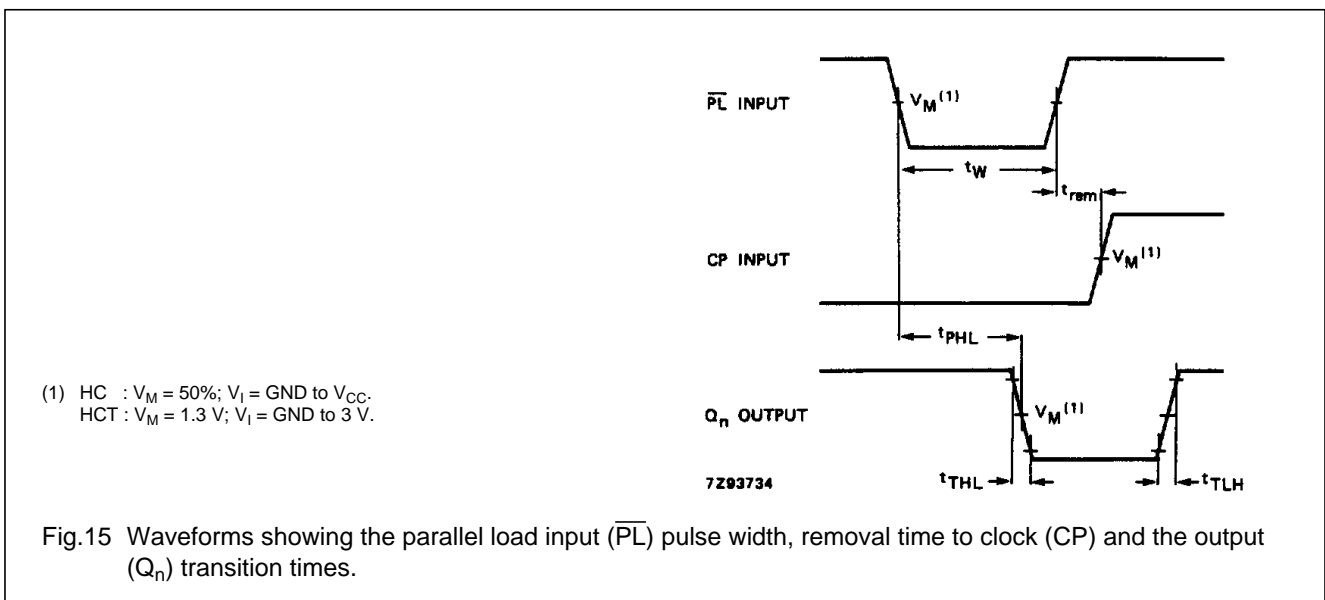 P̅L̅ INPUT
V_M(1)
t_W
t_rem
CP INPUT
V_M(1)
t_PHL
(1) HC : V_M = 50%; V_I = GND to V_CC.
HCT : V_M = 1.3 V; V_I = GND to 3 V.
Q_n OUTPUT
V_M(1)
7Z93734
t_THL
t_TLH
Fig.15 Waveforms showing the parallel load input (P̅L̅) pulse width, removal time to clock (CP) and the output
(Q_n) transition times.